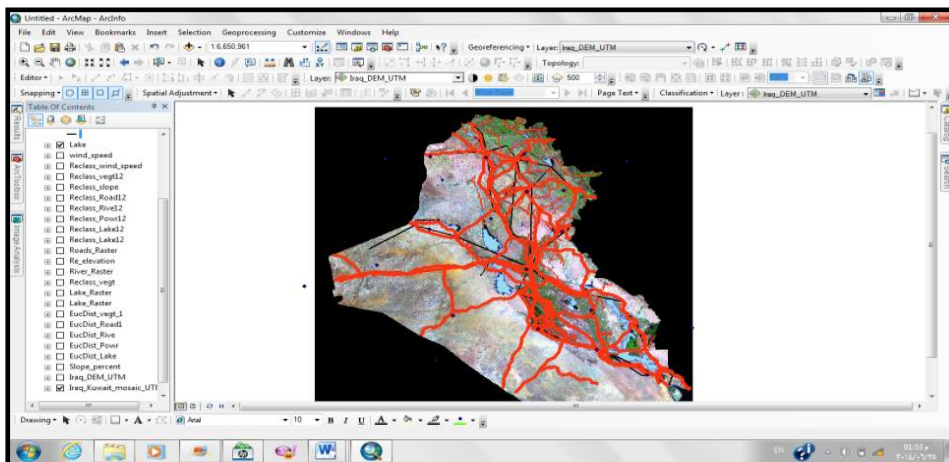 Untitled - ArcMap - ArcInfo
File Edit View Bookmarks Insert Selection Geoprocessing Customize Windows Help
1:6,650,961 Georeferencing Layer: Iraq_DEM_UTM
Topology:
Editor Layer: Iraq_DEM_UTM 500
Snapping Spatial Adjustment Page Text Classification Layer Iraq_DEM_UTM
Results
ArcToolbox
Image Analysis
Table Of Contents
Lake
wind_speed
Reclass_wind_speed
Reclass_vegt12
Reclass_slope
Reclass_Road12
Reclass_Rive12
Reclass_Powr12
Reclass_Lake12
Reclass_Lake12
Roads_Raster
Re_elevation
River_Raster
Reclass_vegt
Lake_Raster
Lake_Raster
EucDist_vegt_1
EucDist_Road1
EucDist_Rive
EucDist_Powr
EucDist_Lake
Slope_percent
Iraq_DEM_UTM
Iraq_Kuwait_mosaic_UTM
Catalog
Search
Drawing Arial 10 B I U A
EN 01:53 م